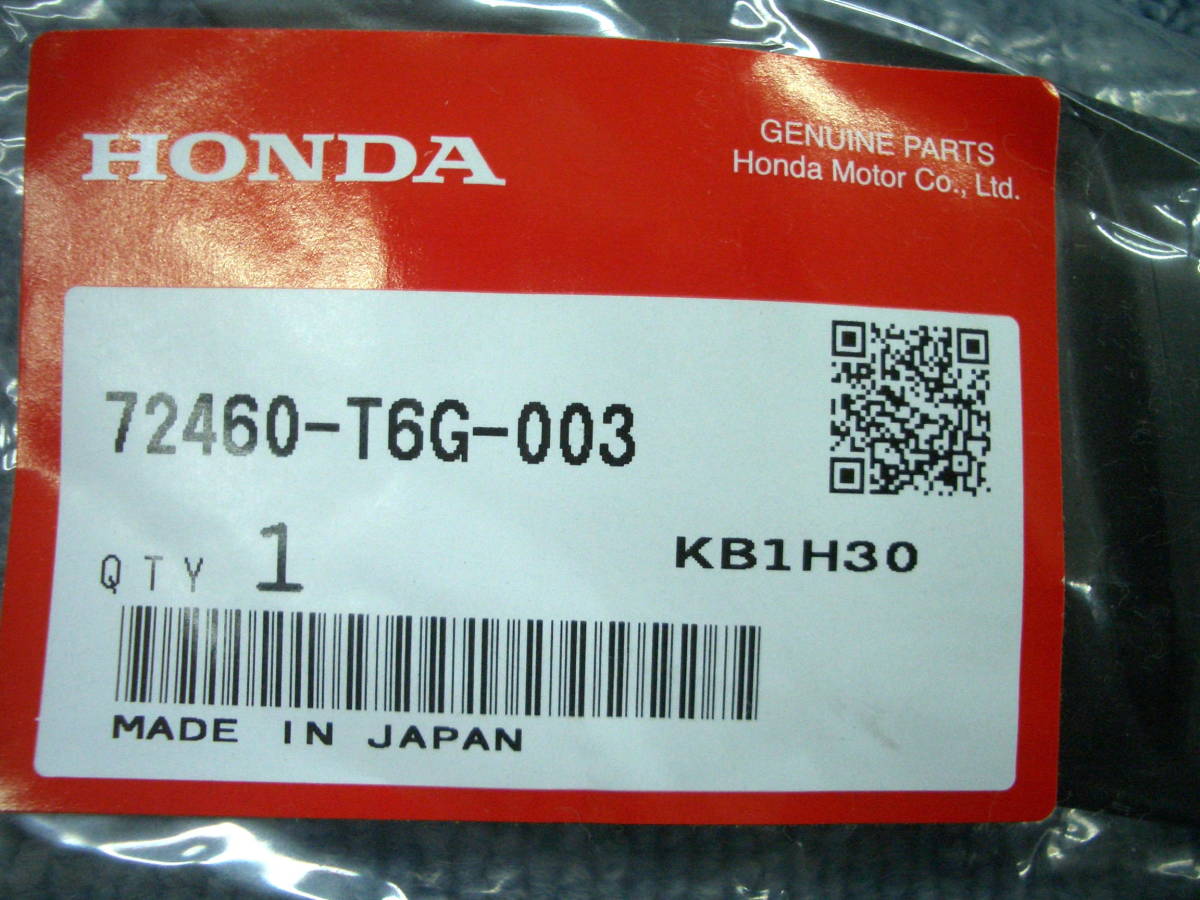 HONDA
GENUINE PARTS
Honda Motor Co., Ltd.
72460-T6G-003
QTY 1
KB1H30
MADE IN JAPAN